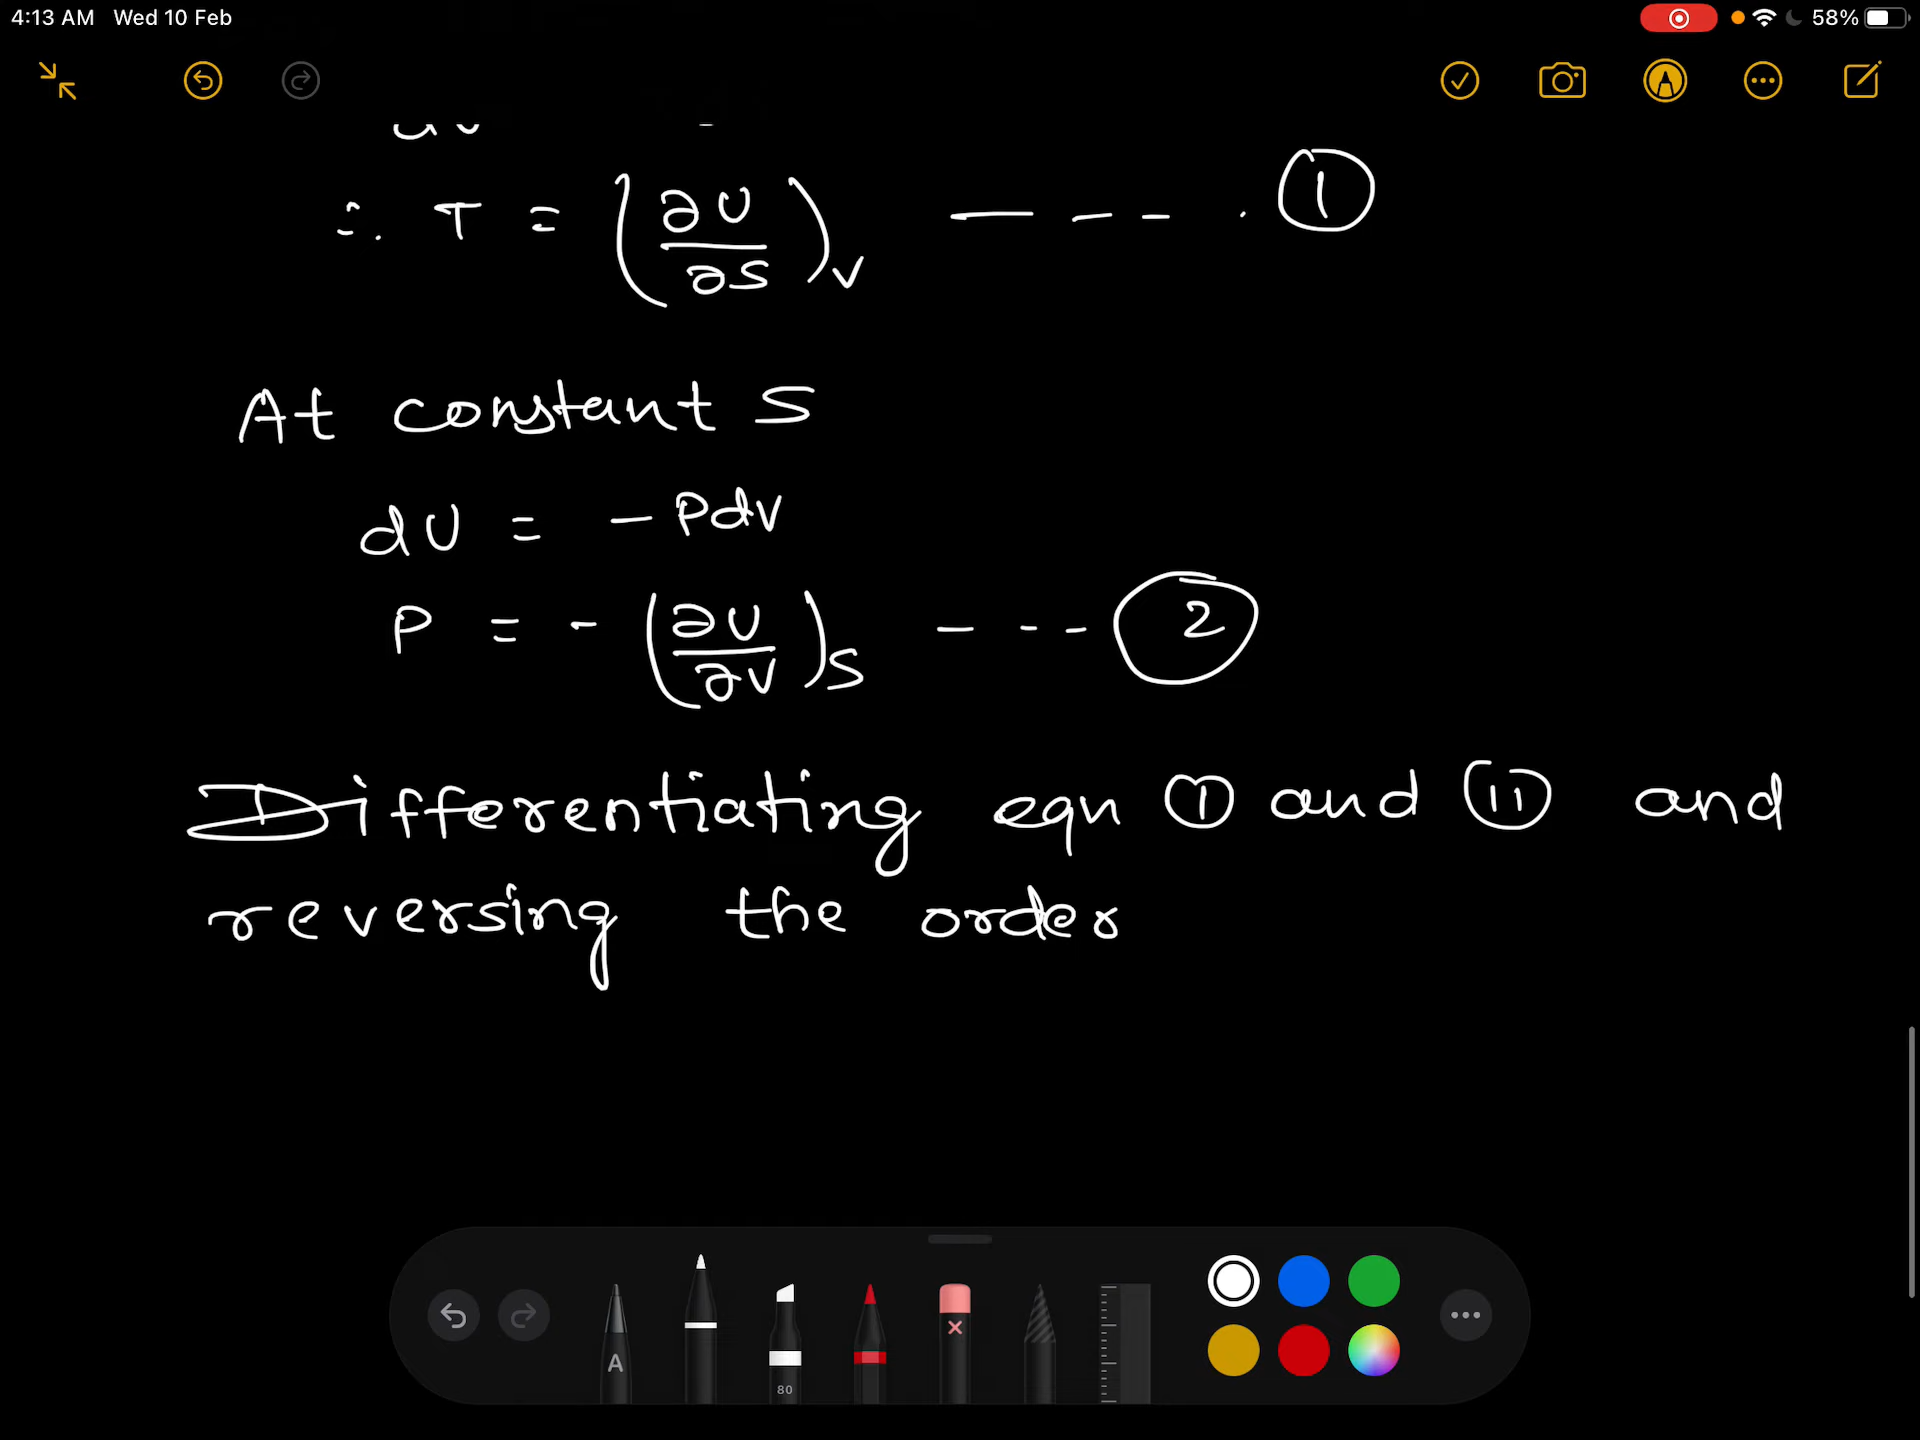 4:13 AM Wed 10 Feb 58%
∴ T = (∂U/∂S)V — - - - . ①
At constant S
dU = - PdV
P = - (∂U/∂V)S - - - ②
Differentiating eqn ① and ⑪ and
reversing the order
A 80